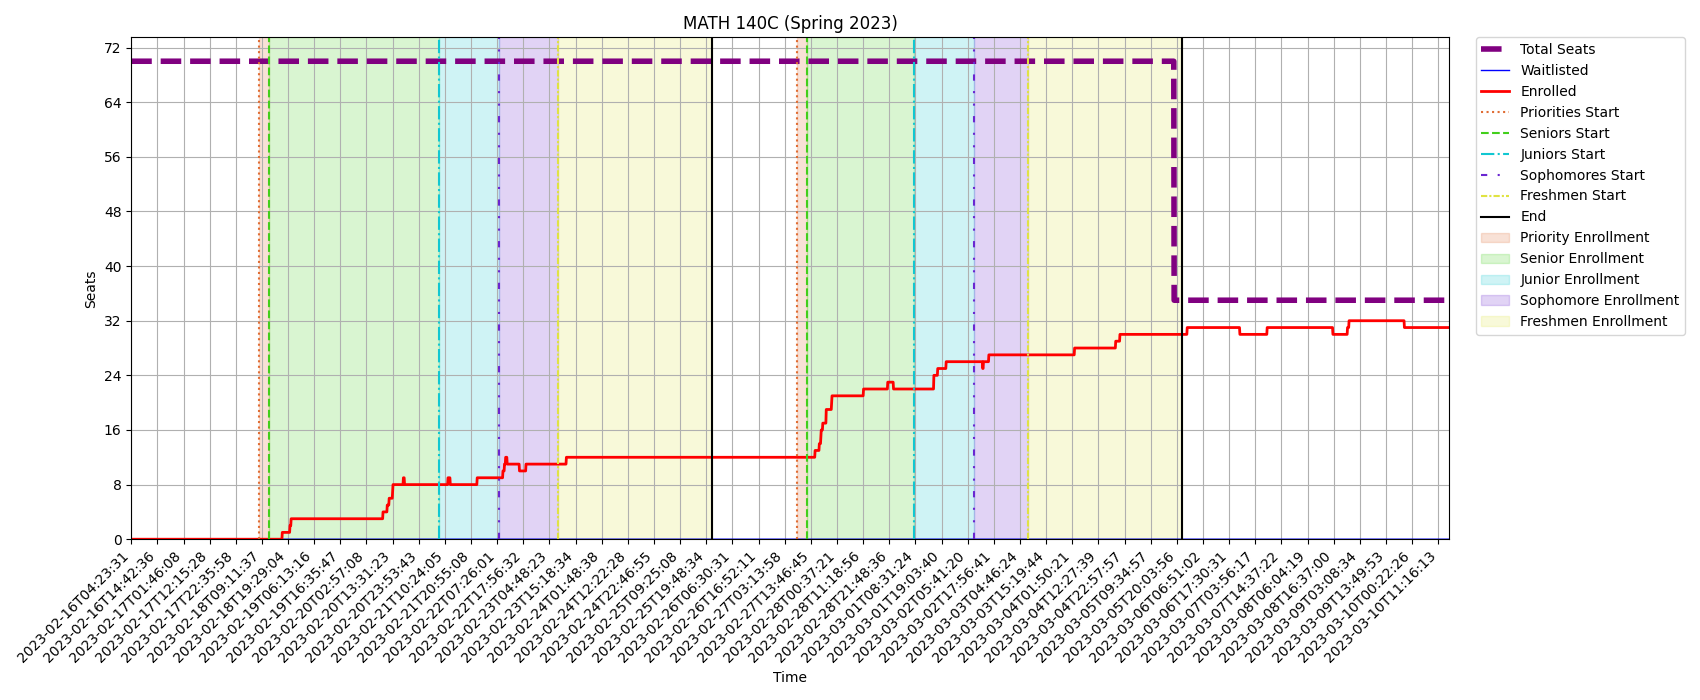 MATH 140C (Spring 2023)
Seats
72
64
56
48
40
32
24
16
8
0
2023-02-16T04:23:31
2023-02-16T14:42:36
2023-02-17T01:46:08
2023-02-17T12:15:28
2023-02-17T22:35:58
2023-02-18T09:11:37
2023-02-18T19:29:04
2023-02-19T06:13:16
2023-02-19T16:35:47
2023-02-20T02:57:08
2023-02-20T13:31:23
2023-02-20T23:53:43
2023-02-21T10:24:05
2023-02-21T20:55:08
2023-02-22T07:26:01
2023-02-22T17:56:32
2023-02-23T04:48:23
2023-02-23T15:18:34
2023-02-24T01:48:38
2023-02-24T12:22:28
2023-02-24T22:46:55
2023-02-25T09:25:08
2023-02-25T19:48:34
2023-02-26T06:30:31
2023-02-26T16:52:11
2023-02-27T03:13:58
2023-02-27T13:46:45
2023-02-28T00:37:21
2023-02-28T11:18:56
2023-02-28T21:48:36
2023-03-01T08:31:24
2023-03-01T19:03:40
2023-03-02T05:41:20
2023-03-02T17:56:41
2023-03-03T04:46:24
2023-03-03T15:19:44
2023-03-04T01:50:21
2023-03-04T12:27:39
2023-03-04T22:57:57
2023-03-05T09:34:57
2023-03-05T20:03:56
2023-03-06T06:51:02
2023-03-06T17:30:31
2023-03-07T03:56:17
2023-03-07T14:37:22
2023-03-08T06:04:19
2023-03-08T16:37:00
2023-03-09T03:08:34
2023-03-09T13:49:53
2023-03-10T00:22:26
2023-03-10T11:16:13
Time
Total Seats
Waitlisted
Enrolled
Priorities Start
Seniors Start
Juniors Start
Sophomores Start
Freshmen Start
End
Priority Enrollment
Senior Enrollment
Junior Enrollment
Sophomore Enrollment
Freshmen Enrollment